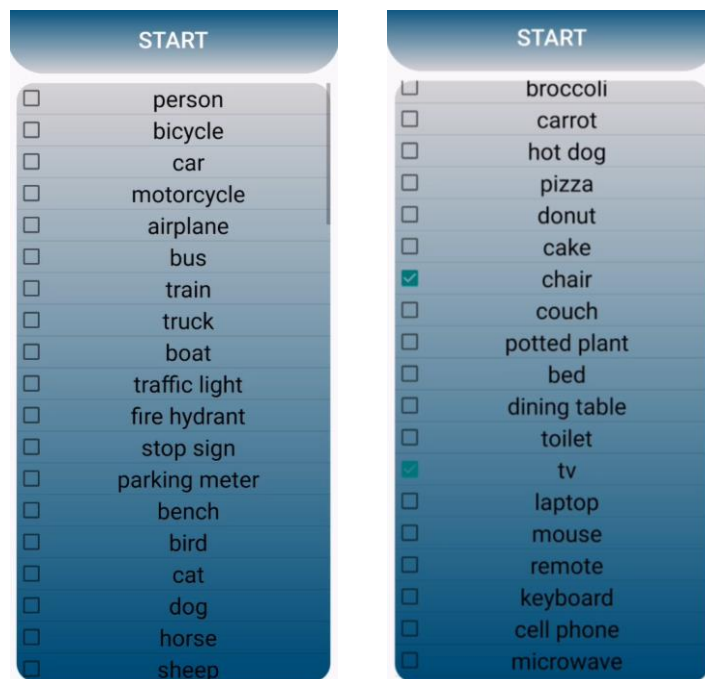 START
person
bicycle
car
motorcycle
airplane
bus
train
truck
boat
traffic light
fire hydrant
stop sign
parking meter
bench
bird
cat
dog
horse
sheep
START
broccoli
carrot
hot dog
pizza
donut
cake
chair
couch
potted plant
bed
dining table
toilet
tv
laptop
mouse
remote
keyboard
cell phone
microwave